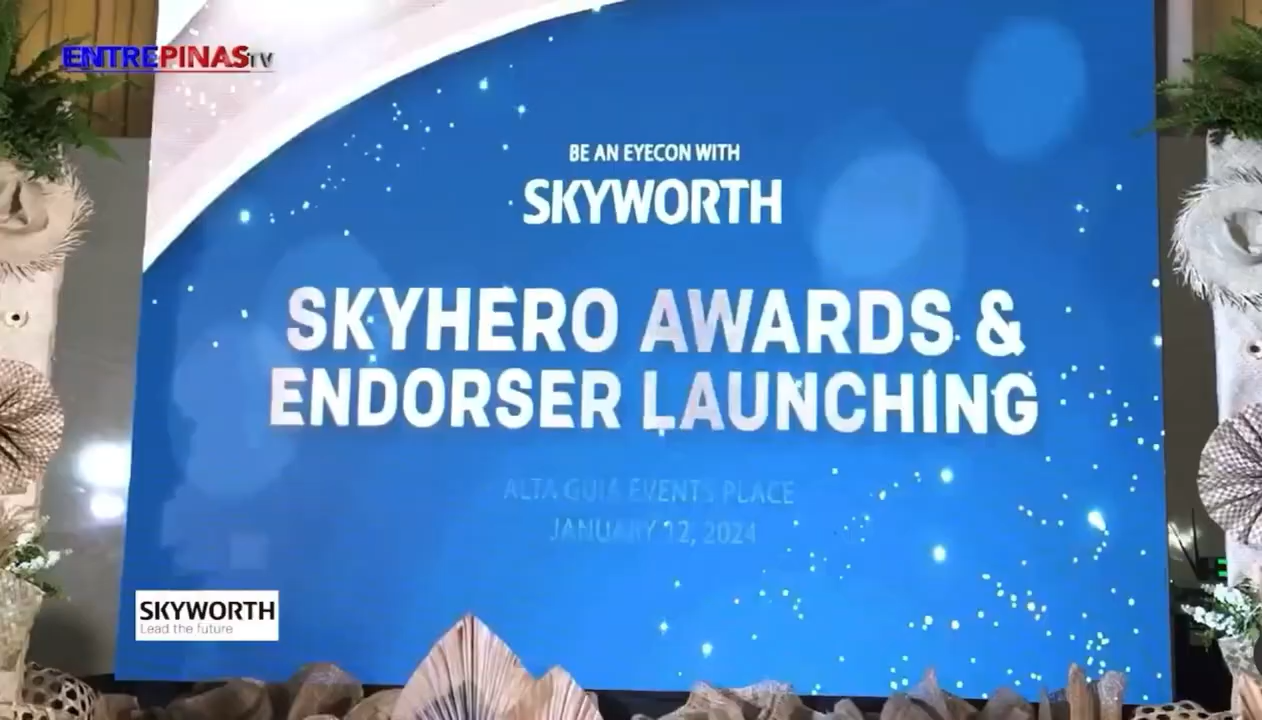 ENTREPINAS TV
BE AN EYECON WITH
SKYWORTH
SKYHERO AWARDS &
ENDORSER LAUNCHING
ALTA GUIA EVENTS PLACE
JANUARY 12, 2024
SKYWORTH
Lead the future